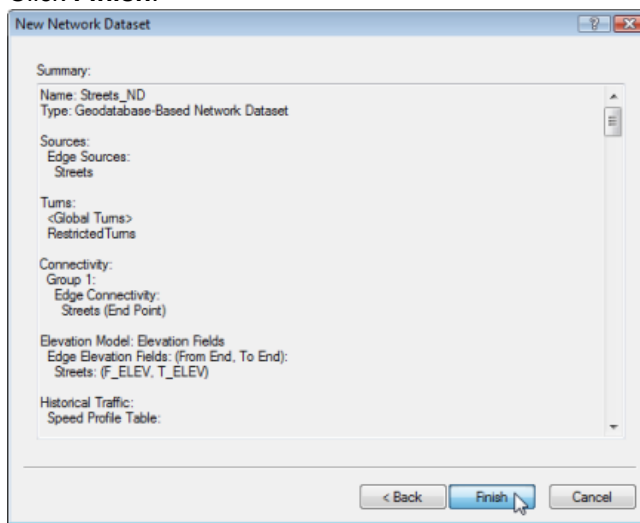 Click Finish.
New Network Dataset
Summary:
Name: Streets_ND
Type: Geodatabase-Based Network Dataset
Sources:
Edge Sources:
Streets
Turns:
<Global Turns>
RestrictedTurns
Connectivity:
Group 1:
Edge Connectivity:
Streets (End Point)
Elevation Model: Elevation Fields
Edge Elevation Fields: (From End, To End):
Streets: (F_ELEV, T_ELEV)
Historical Traffic:
Speed Profile Table:
< Back Finish Cancel